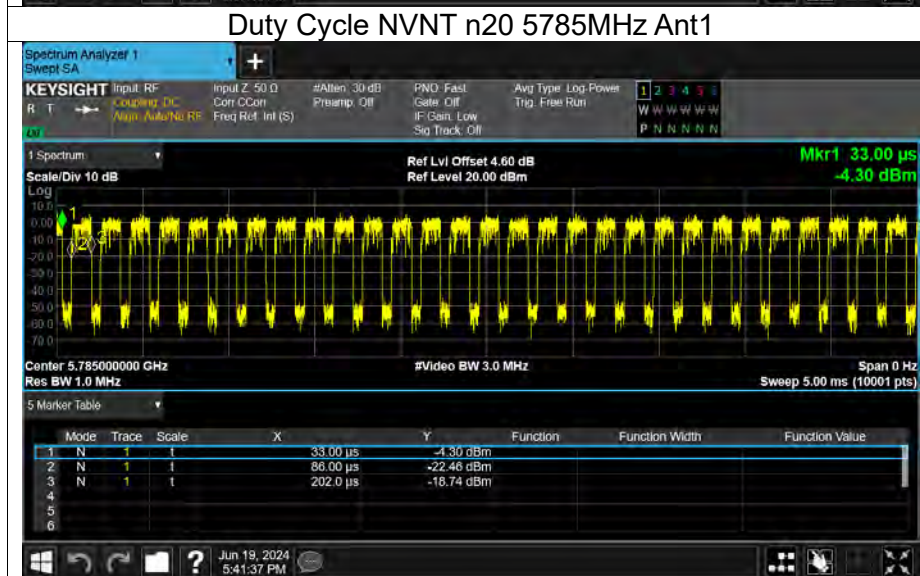 Duty Cycle NVNT n20 5785MHz Ant1
Spectrum Analyzer 1
Swept SA
+
KEYSIGHT Input: RF Input Z: 50 Ω #Atten: 30 dB PNO: Fast Avg Type: Log-Power 1 2 3 4 5 6
R T Coupling: DC Corr CCorr Preamp: Off Gate: Off Trig: Free Run W W W W W W
Align: Auto/No RF Freq Ref: Int (S) IF Gain: Low
Sig Track: Off P N N N N N
1 Spectrum Ref Lvl Offset 4.60 dB Mkr1 33.00 µs
Scale/Div 10 dB Ref Level 20.00 dBm -4.30 dBm
Log
10.0
0.00
-10.0
-20.0
-30.0
-40.0
-50.0
-60.0
-70.0
1
2
3
Center 5.785000000 GHz #Video BW 3.0 MHz Span 0 Hz
Res BW 1.0 MHz Sweep 5.00 ms (10001 pts)
5 Marker Table
Mode Trace Scale X Y Function Function Width Function Value
1 N 1 t 33.00 µs -4.30 dBm
2 N 1 t 86.00 µs -22.46 dBm
3 N 1 t 202.0 µs -18.74 dBm
4
5
6
? Jun 19, 2024
5:41:37 PM